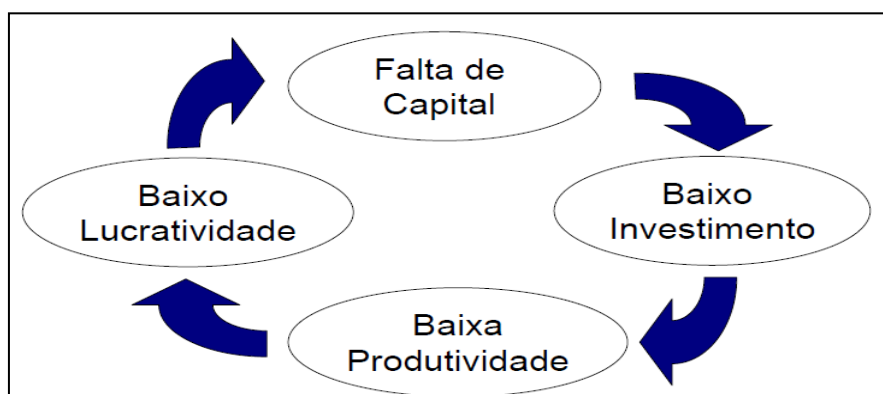 Falta de
Capital
Baixo
Investimento
Baixa
Produtividade
Baixo
Lucratividade